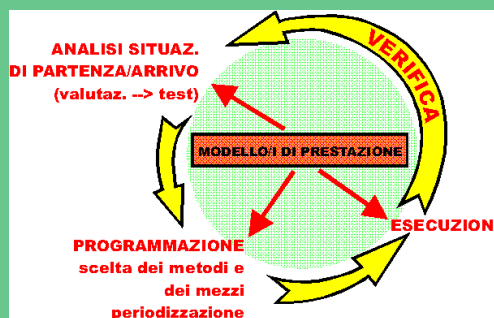 ANALISI SITUAZ.
DI PARTENZA/ARRIVO
(valutaz. --> test)
VERIFICA
MODELLO/I DI PRESTAZIONE
ESECUZION
PROGRAMMAZIONE
scelta dei metodi e
dei mezzi
periodizzazione